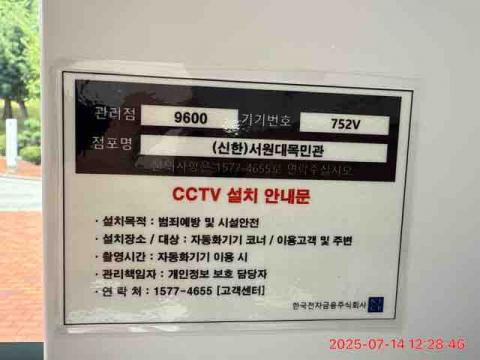 관리점 9600 기기번호 752V
점포명 (신한)서원대목민관
문의사항은 1577-4655로 연락주십시오
CCTV 설치 안내문
· 설치목적 : 범죄예방 및 시설안전
· 설치장소 / 대상 : 자동화기기 코너 / 이용고객 및 주변
· 촬영시간 : 자동화기기 이용 시
· 관리책임자 : 개인정보 보호 담당자
· 연 락 처 : 1577-4655 [고객센터]
한국전자금융주식회사
2025-07-14 12:28:46